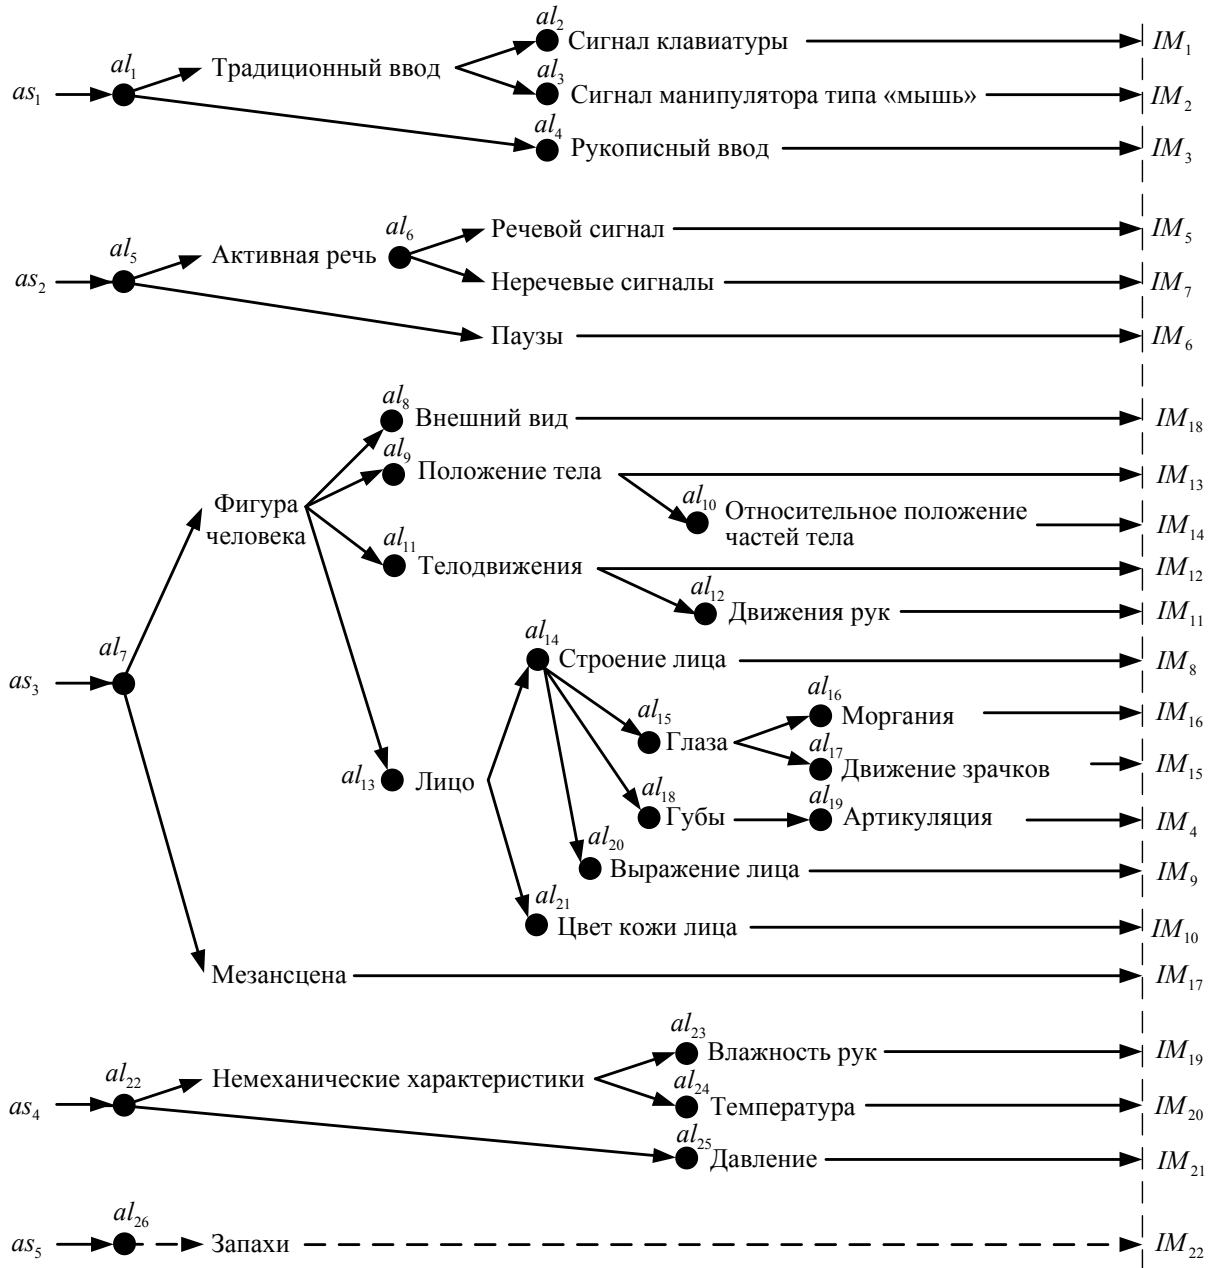 al₂
Сигнал клавиатуры
IM₁
al₁
Традиционный ввод
as₁
al₃
Сигнал манипулятора типа «мышь»
IM₂
al₄
Рукописный ввод
IM₃
al₆
Речевой сигнал
IM₅
al₅
Активная речь
as₂
Неречевые сигналы
IM₇
Паузы
IM₆
al₈
Внешний вид
IM₁₈
al₉
Положение тела
IM₁₃
al₁₀
Относительное положение
частей тела
IM₁₄
Фигура
человека
al₁₁
Телодвижения
IM₁₂
al₁₂
Движения рук
IM₁₁
al₇
as₃
al₁₄
Строение лица
IM₈
al₁₅
Глаза
al₁₆
Моргания
IM₁₆
al₁₇
Движение зрачков
IM₁₅
al₁₃
Лицо
al₁₈
Губы
al₁₉
Артикуляция
IM₄
al₂₀
Выражение лица
IM₉
al₂₁
Цвет кожи лица
IM₁₀
Мезансцена
IM₁₇
al₂₃
Влажность рук
IM₁₉
al₂₂
Немеханические характеристики
as₄
al₂₄
Температура
IM₂₀
al₂₅
Давление
IM₂₁
al₂₆
as₅
Запахи
IM₂₂